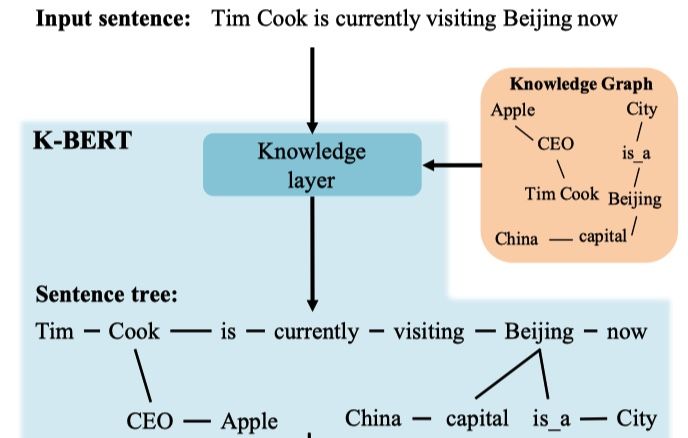 Input sentence: Tim Cook is currently visiting Beijing now
Knowledge Graph
Apple City
CEO is_a
Tim Cook Beijing
China — capital
K-BERT
Knowledge
layer
Sentence tree:
Tim — Cook — is — currently — visiting — Beijing — now
CEO — Apple China — capital is_a — City